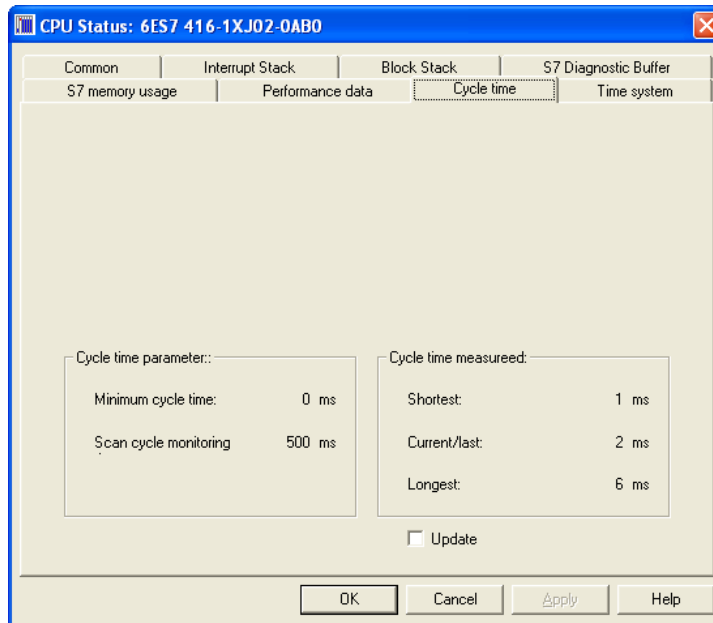 CPU Status: 6ES7 416-1XJ02-0AB0
Common Interrupt Stack Block Stack S7 Diagnostic Buffer
S7 memory usage Performance data Cycle time Time system
Cycle time parameter::
Minimum cycle time: 0 ms
Scan cycle monitoring 500 ms
Cycle time measureed:
Shortest: 1 ms
Current/last: 2 ms
Longest: 6 ms
Update
OK Cancel Apply Help